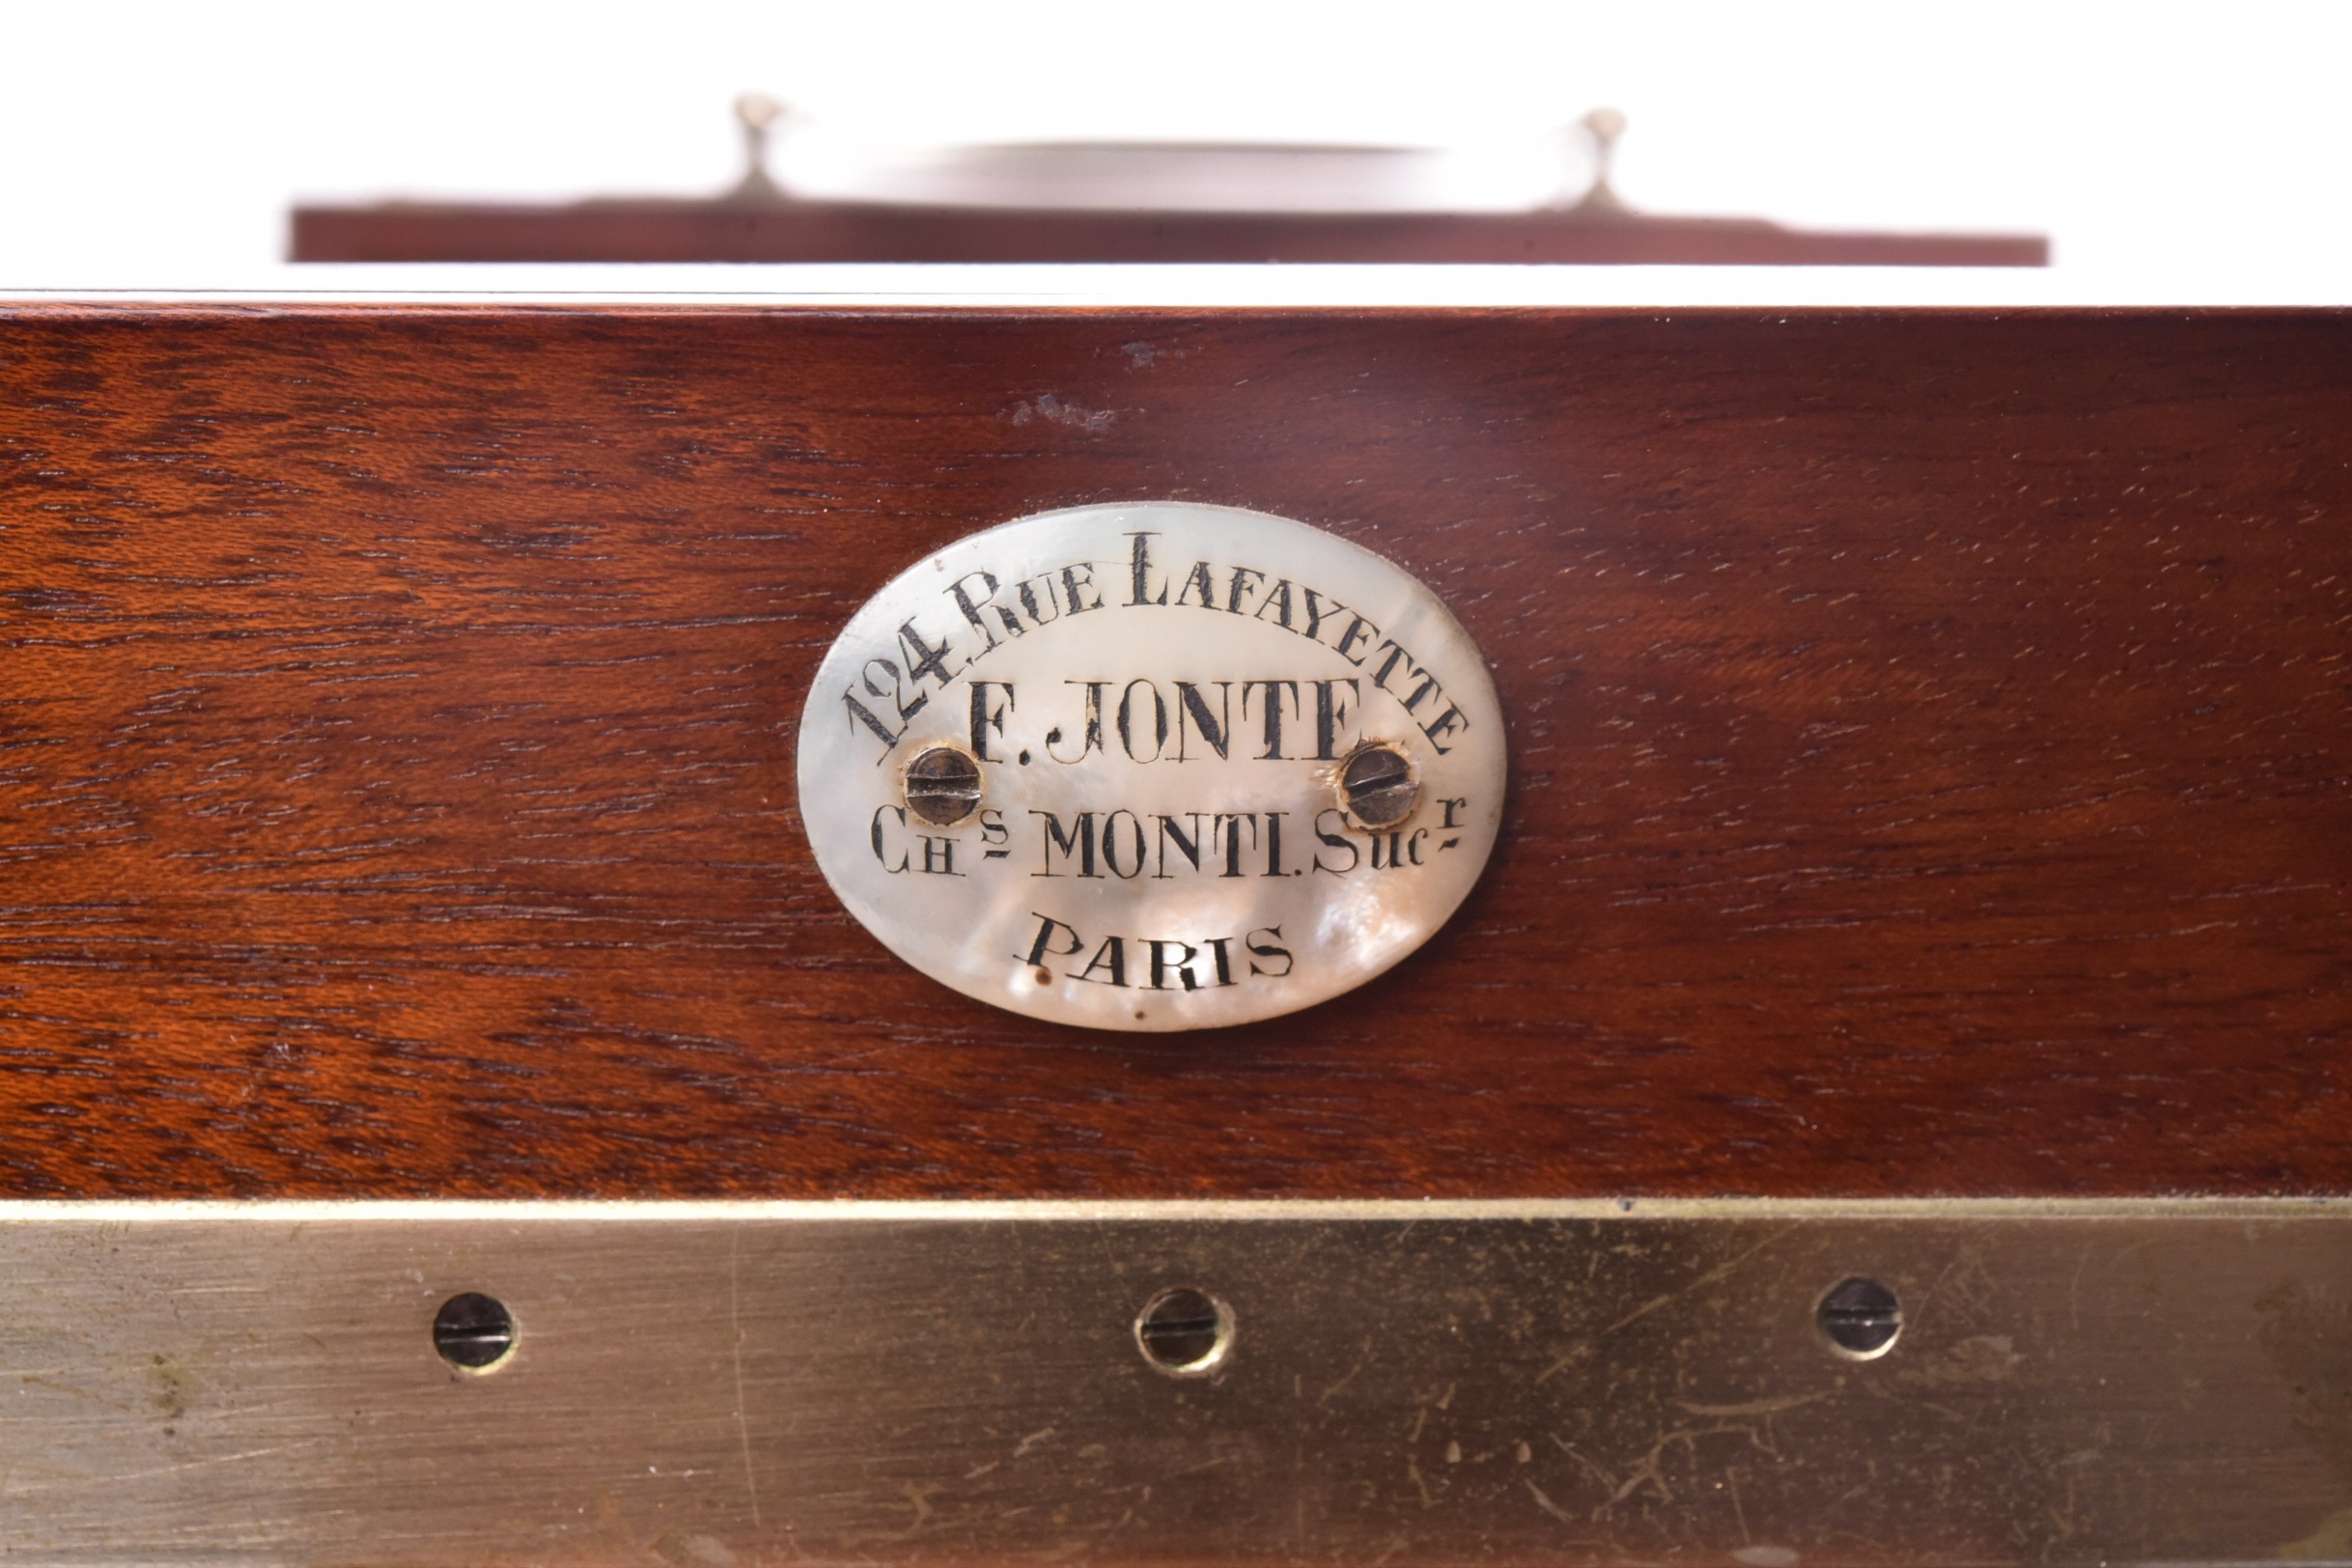 124, RUE LAFAYETTE
F. JONTE
CHs MONTI. Sucr
PARIS